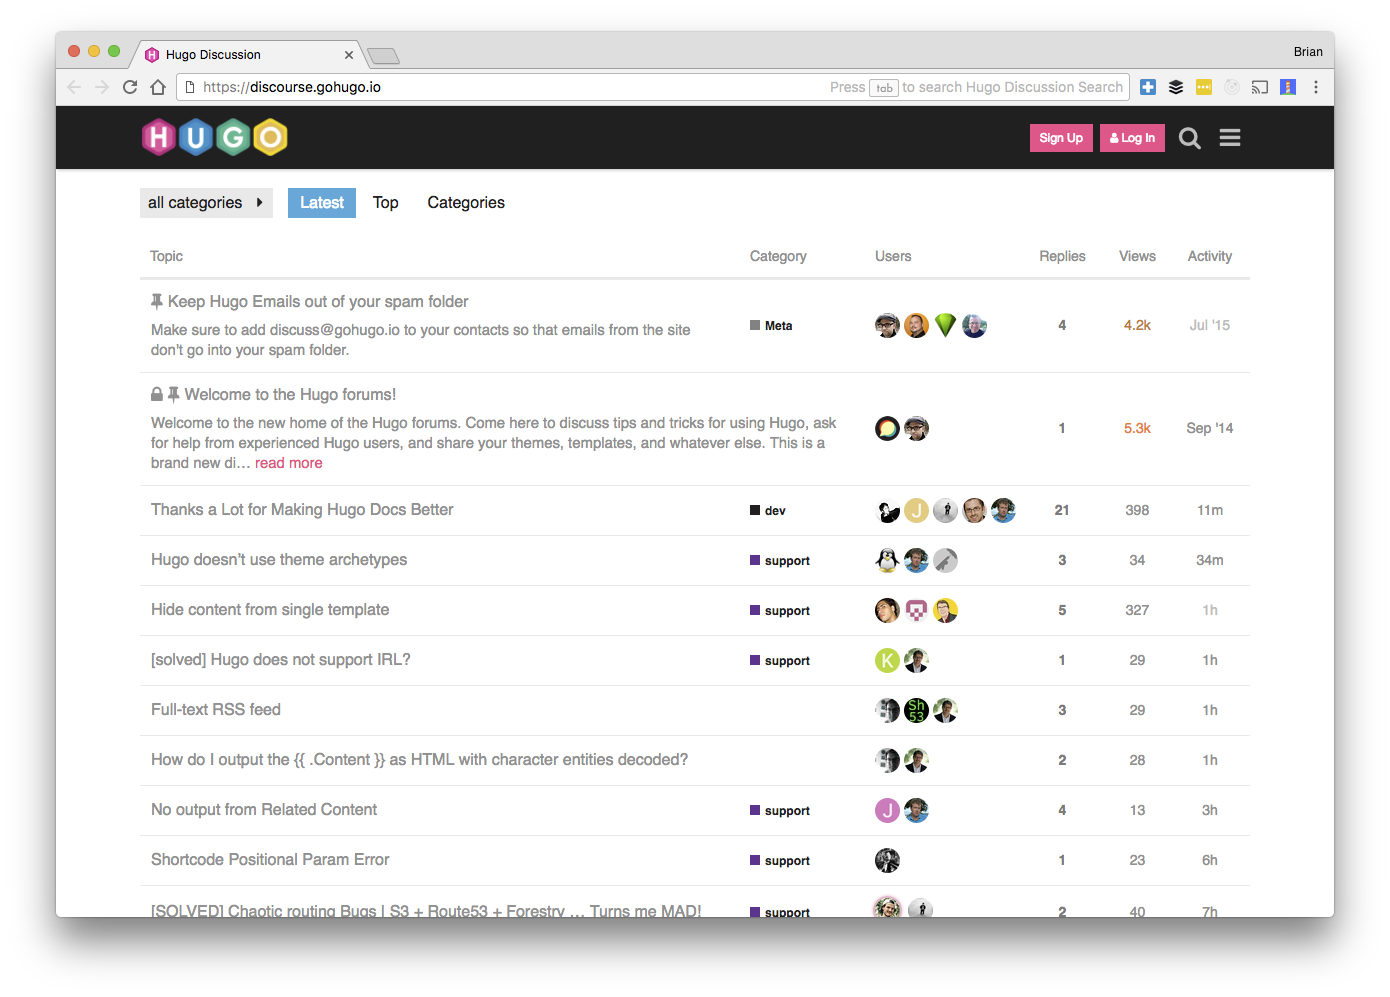 Hugo Discussion
Brian
https://discourse.gohugo.io
Press tab to search Hugo Discussion Search
HUGO
Sign Up
Log In
all categories
Latest
Top
Categories
Topic Category Users Replies Views Activity
Keep Hugo Emails out of your spam folder
Make sure to add discuss@gohugo.io to your contacts so that emails from the site
don't go into your spam folder.
Meta
4 4.2k Jul '15
Welcome to the Hugo forums!
Welcome to the new home of the Hugo forums. Come here to discuss tips and tricks for using Hugo, ask
for help from experienced Hugo users, and share your themes, templates, and whatever else. This is a
brand new di… read more
1 5.3k Sep '14
Thanks a Lot for Making Hugo Docs Better dev J 21 398 11m
Hugo doesn't use theme archetypes support 3 34 34m
Hide content from single template support 5 327 1h
[solved] Hugo does not support IRL? support K 1 29 1h
Full-text RSS feed Sh 53 3 29 1h
How do I output the {{ .Content }} as HTML with character entities decoded? 2 28 1h
No output from Related Content support J 4 13 3h
Shortcode Positional Param Error support 1 23 6h
[SOLVED] Chaotic routing Bugs | S3 + Route53 + Forestry … Turns me MAD! support 2 40 7h